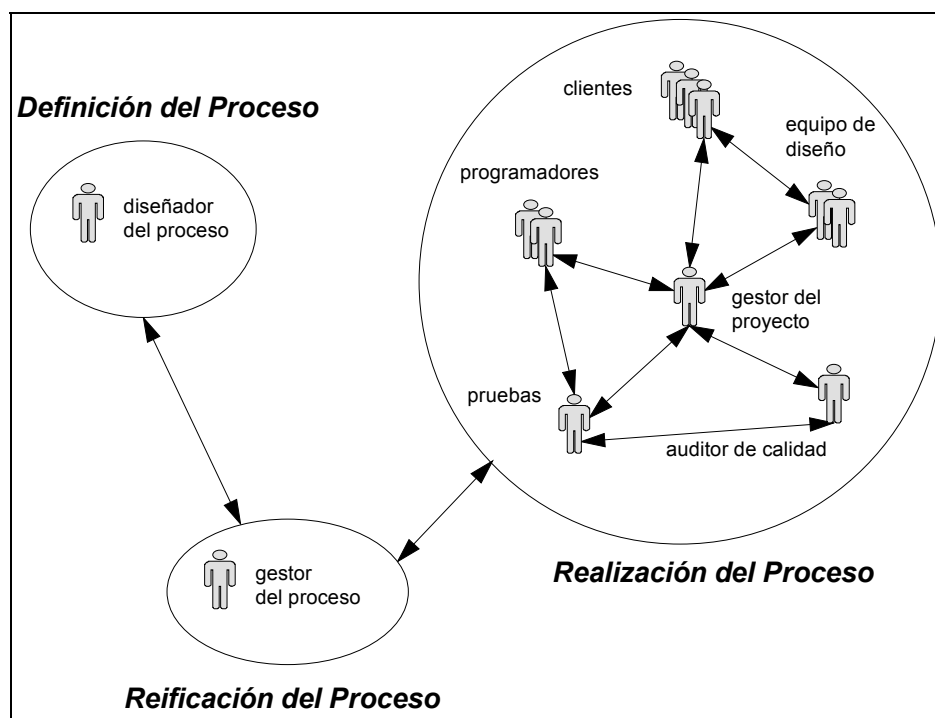 Definición del Proceso
diseñador
del proceso
clientes
equipo de
diseño
programadores
gestor del
proyecto
pruebas
auditor de calidad
Realización del Proceso
gestor
del proceso
Reificación del Proceso